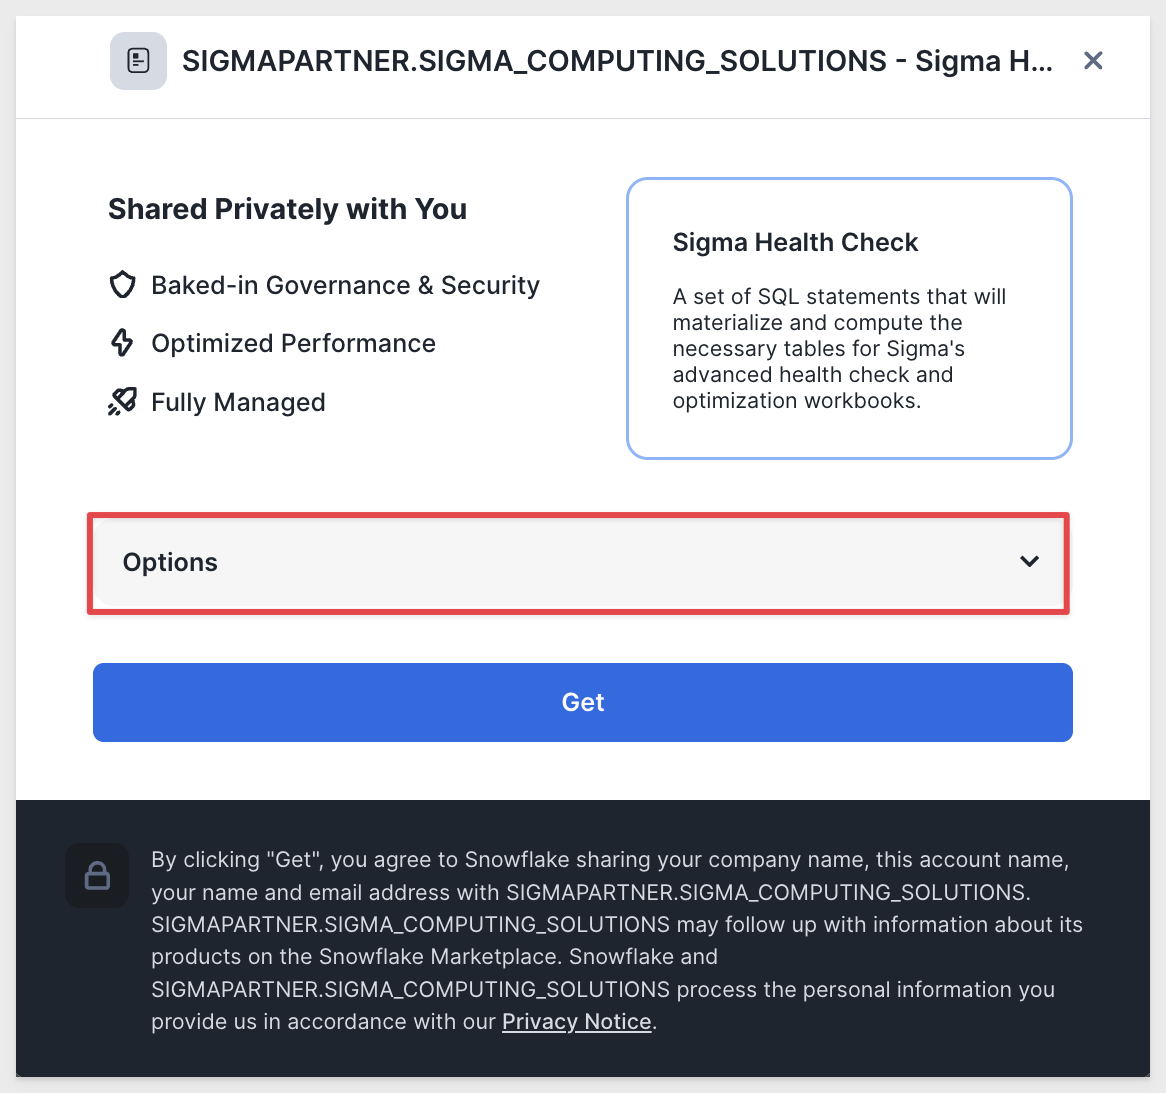 SIGMAPARTNER.SIGMA_COMPUTING_SOLUTIONS - Sigma H...
Shared Privately with You
Baked-in Governance & Security
Optimized Performance
Fully Managed
Sigma Health Check
A set of SQL statements that will
materialize and compute the
necessary tables for Sigma's
advanced health check and
optimization workbooks.
Options
Get
By clicking "Get", you agree to Snowflake sharing your company name, this account name,
your name and email address with SIGMAPARTNER.SIGMA_COMPUTING_SOLUTIONS.
SIGMAPARTNER.SIGMA_COMPUTING_SOLUTIONS may follow up with information about its
products on the Snowflake Marketplace. Snowflake and
SIGMAPARTNER.SIGMA_COMPUTING_SOLUTIONS process the personal information you
provide us in accordance with our Privacy Notice.